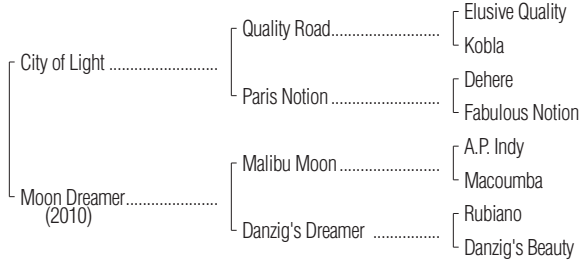 Elusive Quality
Quality Road
Kobla
City of Light
Dehere
Paris Notion
Fabulous Notion
A.P. Indy
Malibu Moon
Macoumba
Moon Dreamer
(2010)
Rubiano
Danzig's Dreamer
Danzig's Beauty